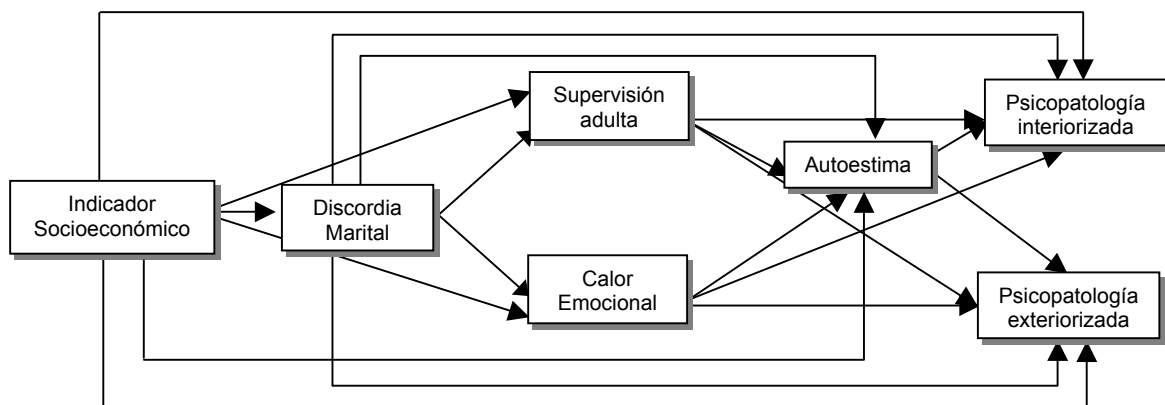 Indicador
Socioeconómico
Discordia
Marital
Supervisión
adulta
Calor
Emocional
Autoestima
Psicopatología
interiorizada
Psicopatología
exteriorizada